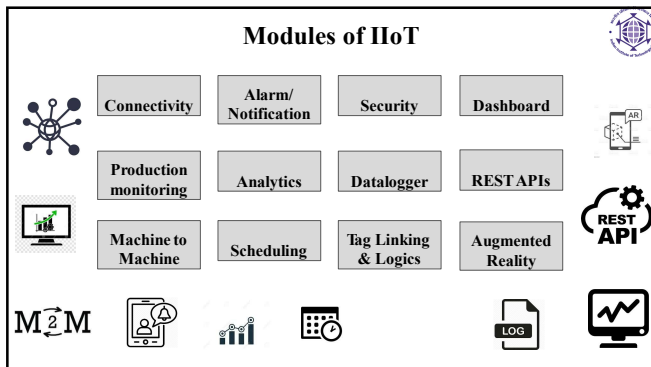 Modules of IIoT
Connectivity
Alarm/
Notification
Security
Dashboard
Production
monitoring
Analytics
Datalogger
REST APIs
Machine to
Machine
Scheduling
Tag Linking
& Logics
Augmented
Reality
AR
REST
API
M2M
LOG